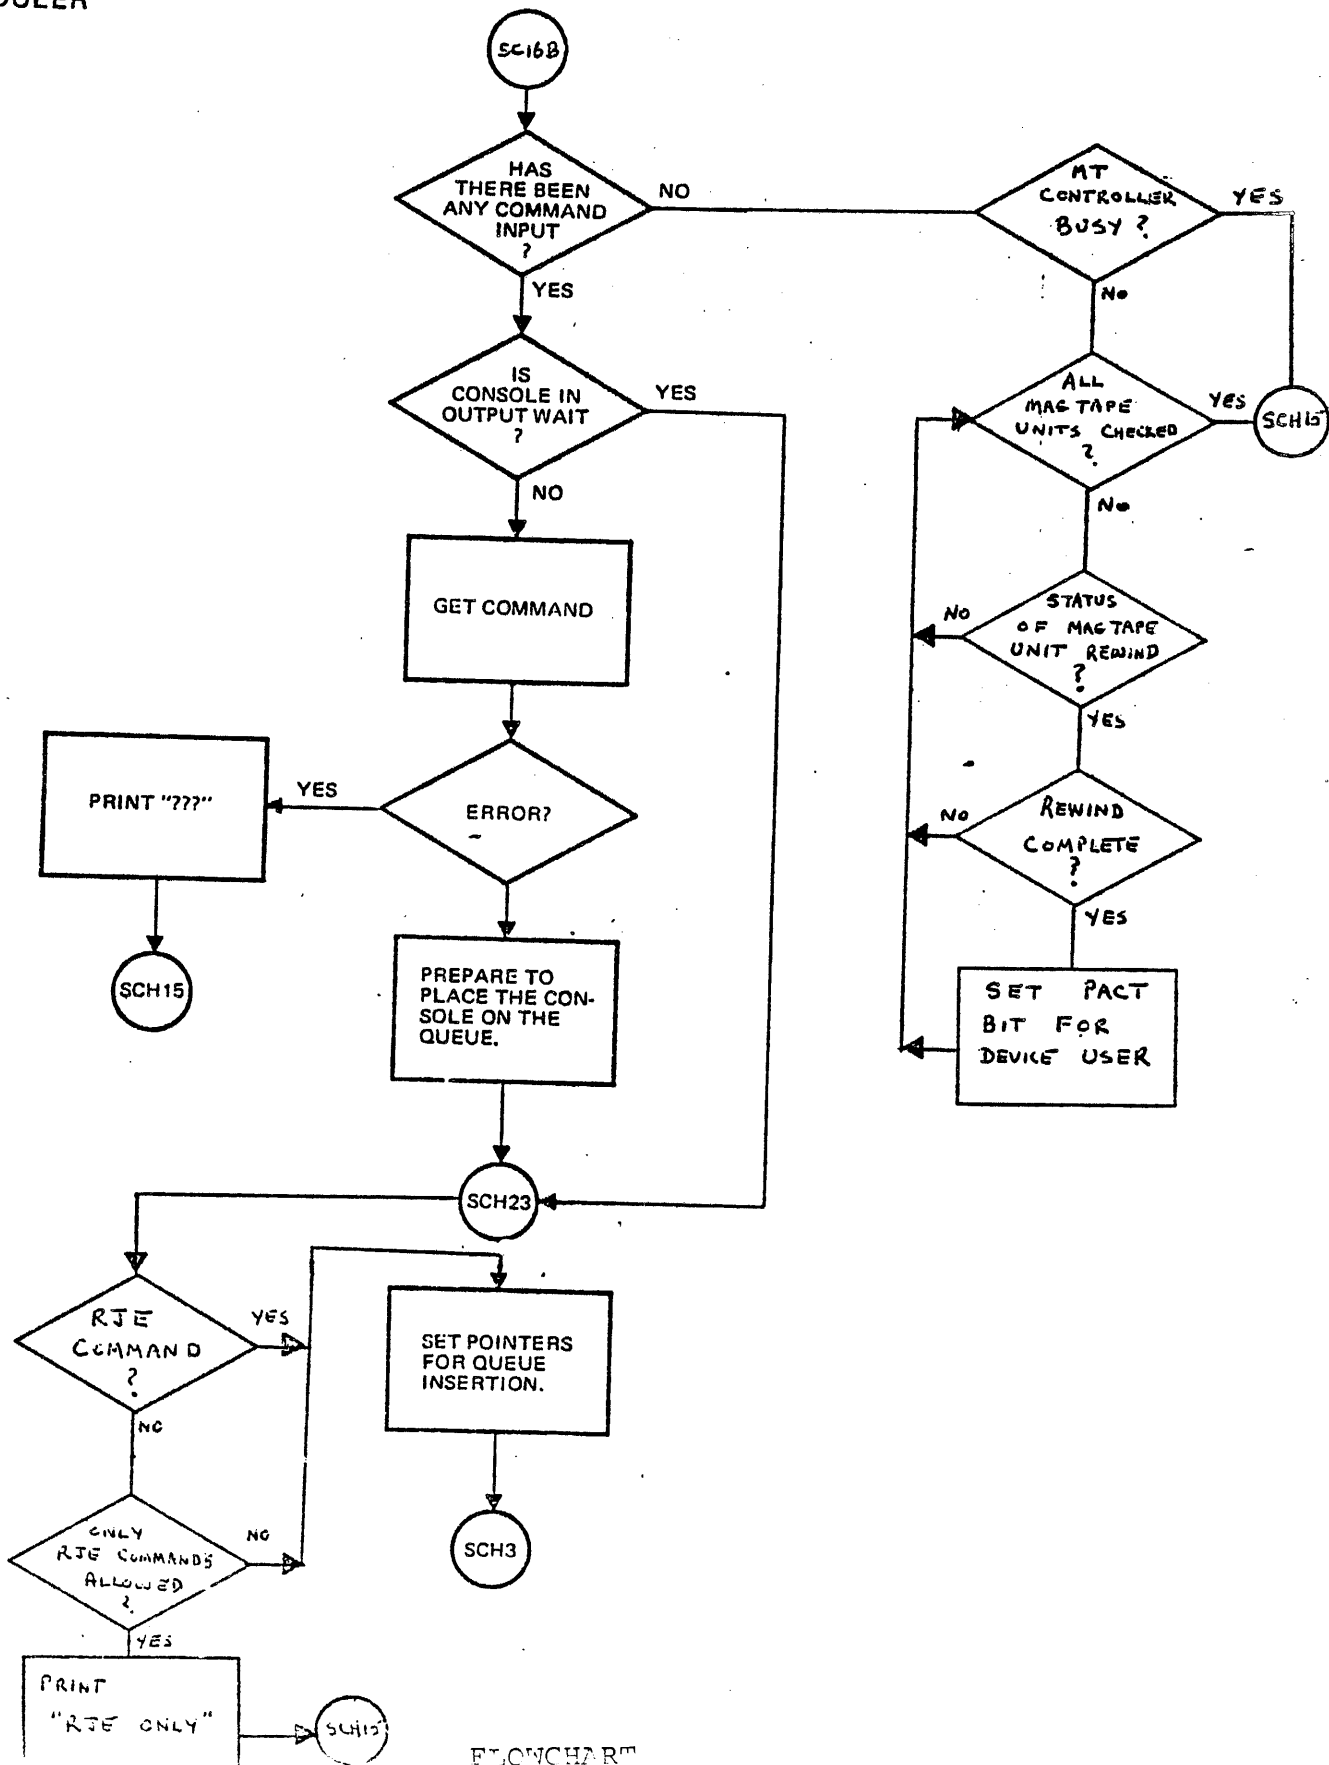 SC16B
HAS
THERE BEEN
ANY COMMAND
INPUT
?
NO
YES
MT
CONTROLLER
BUSY ?
YES
No
IS
CONSOLE IN
OUTPUT WAIT
?
YES
NO
ALL
MAG TAPE
UNITS CHECKED
?
YES
SCH15
No
GET COMMAND
STATUS
OF MAG TAPE
UNIT REWIND
?
NO
YES
PRINT "???"
YES
ERROR?
REWIND
COMPLETE
?
NO
YES
SCH15
PREPARE TO
PLACE THE CON-
SOLE ON THE
QUEUE.
SET PACT
BIT FOR
DEVICE USER
SCH23
RJE
COMMAND
?
YES
NO
SET POINTERS
FOR QUEUE
INSERTION.
ONLY
RJE COMMANDS
ALLOWED
?
NO
YES
SCH3
PRINT
"RJE ONLY"
SCH15
FLOWCHART